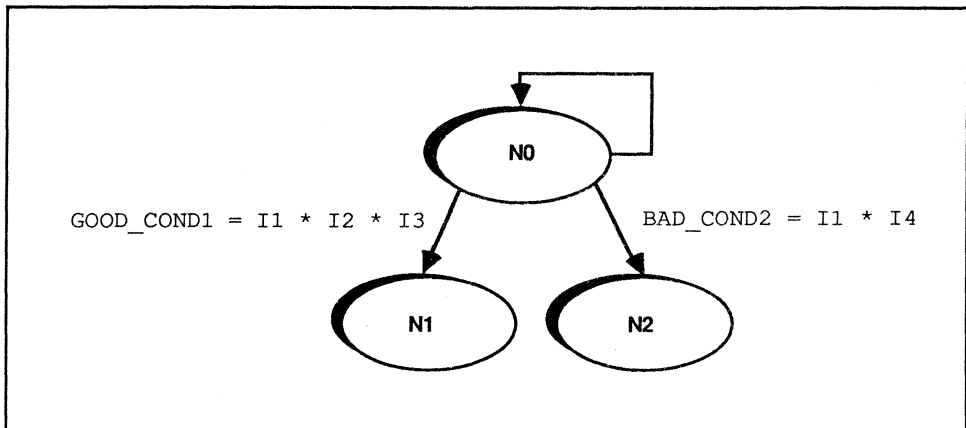 N0
GOOD_COND1 = I1 * I2 * I3
BAD_COND2 = I1 * I4
N1
N2